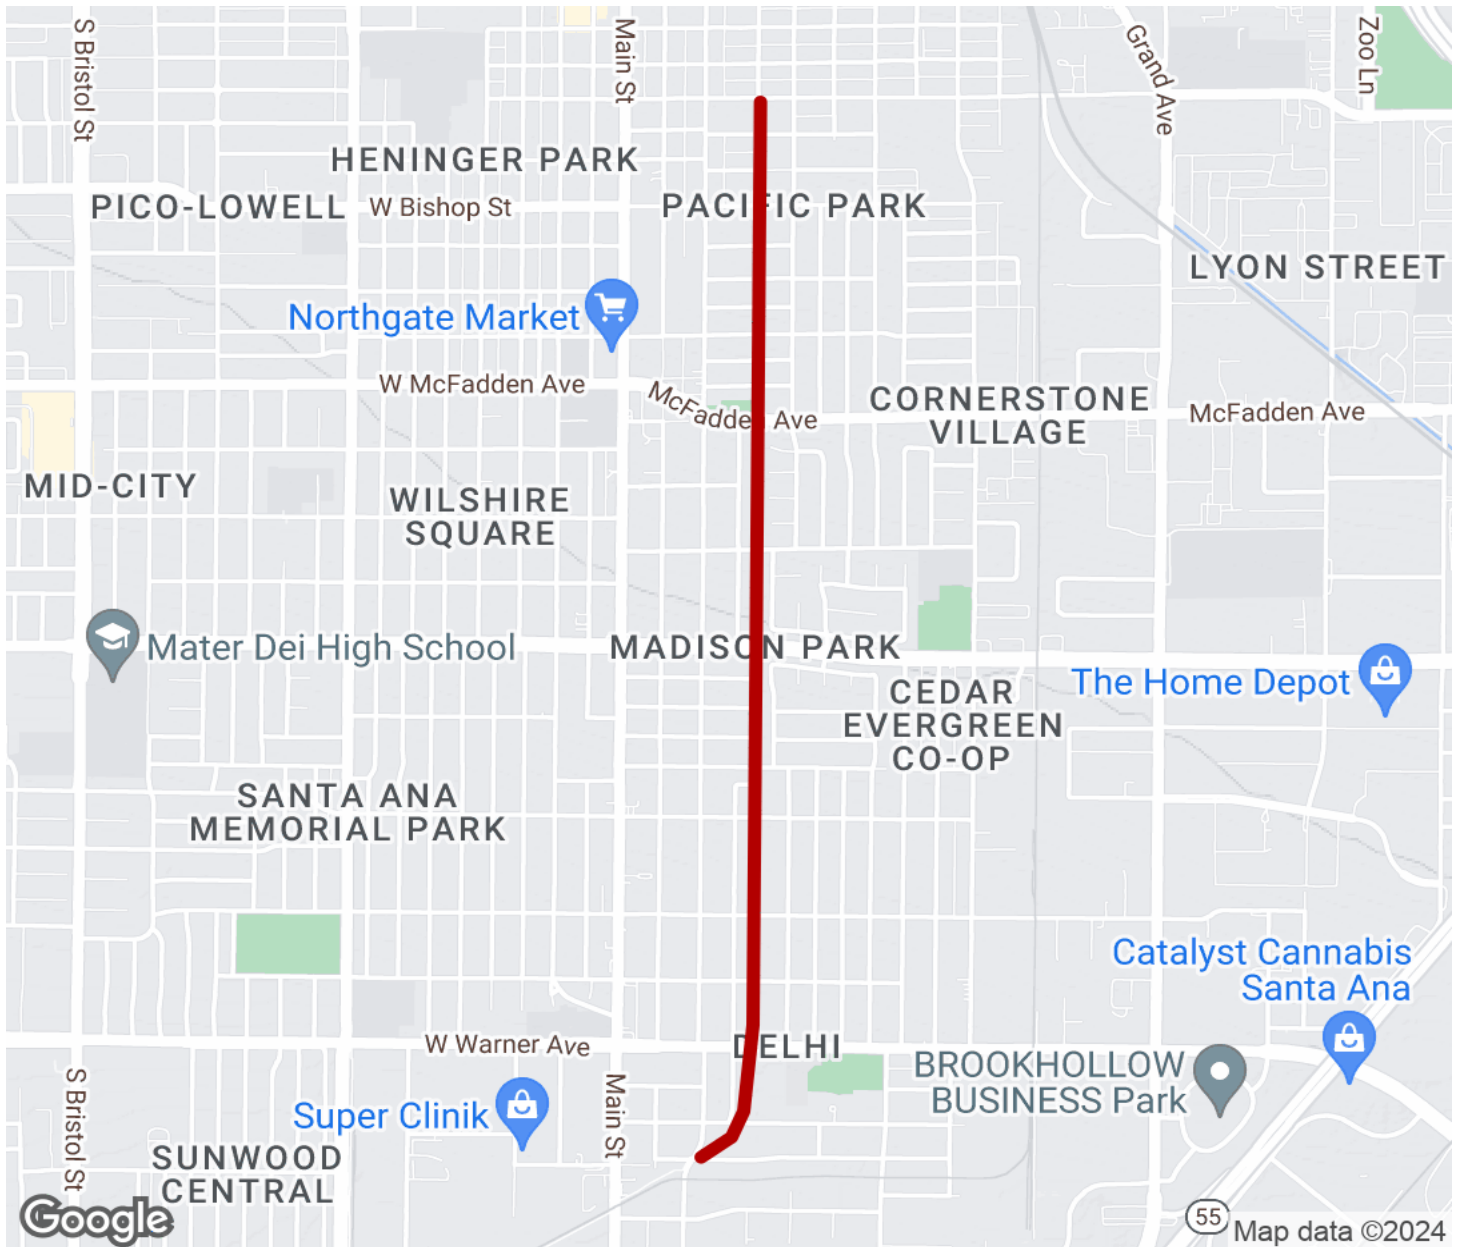 S Bristol St
Main St
Grand Ave
Zoo Ln
HENINGER PARK
PICO-LOWELL
W Bishop St
PACIFIC PARK
LYON STREET
Northgate Market
W McFadden Ave
McFadden Ave
CORNERSTONE
VILLAGE
McFadden Ave
MID-CITY
WILSHIRE
SQUARE
Mater Dei High School
MADISON PARK
The Home Depot
CEDAR
EVERGREEN
CO-OP
SANTA ANA
MEMORIAL PARK
Catalyst Cannabis
Santa Ana
W Warner Ave
DELHI
BROOKHOLLOW
BUSINESS Park
S Bristol St
Main St
Super Clinik
SUNWOOD
CENTRAL
55
Google
Map data ©2024